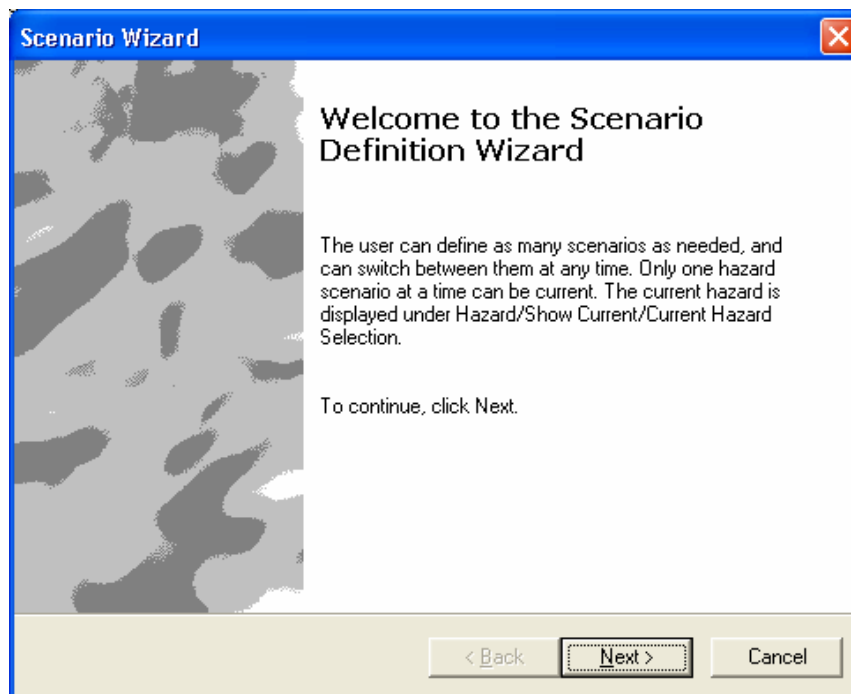 Scenario Wizard
Welcome to the Scenario
Definition Wizard
The user can define as many scenarios as needed, and
can switch between them at any time. Only one hazard
scenario at a time can be current. The current hazard is
displayed under Hazard/Show Current/Current Hazard
Selection.
To continue, click Next.
< Back Next > Cancel